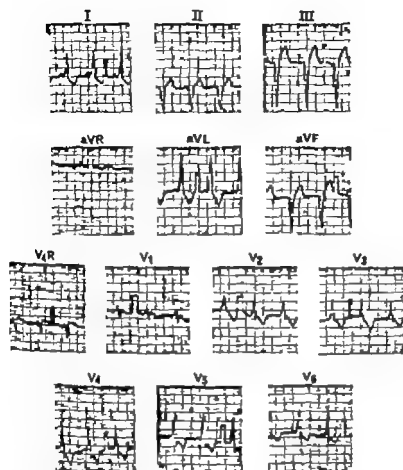 I II III
aVR aVL aVF
V₄R V₁ V₂ V₃
V₄ V₅ V₆